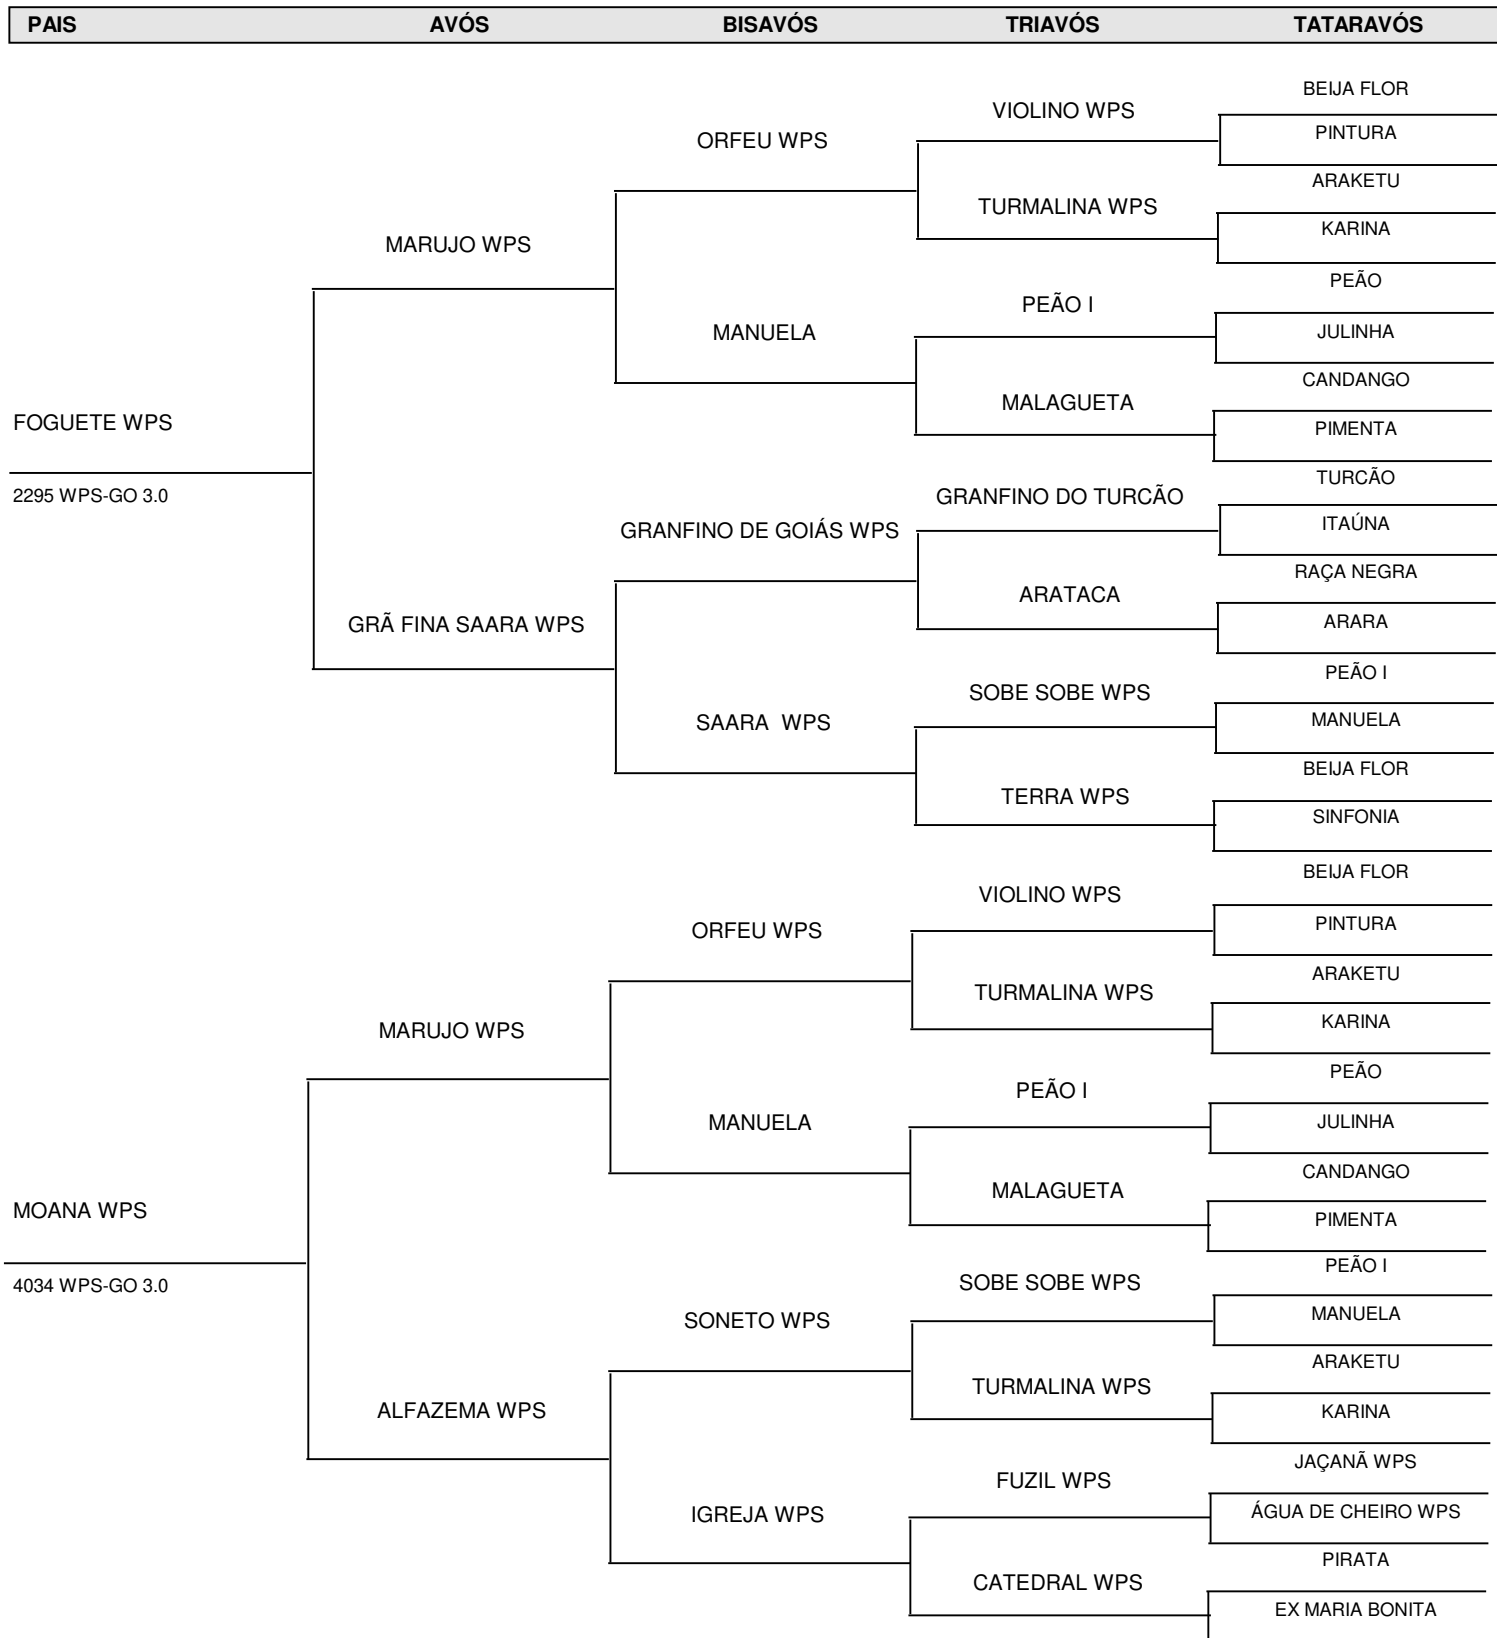 PAIS AVÓS BISAVÓS TRIAVÓS TATARAVÓS
BEIJA FLOR
VIOLINO WPS
PINTURA
ORFEU WPS
ARAKETU
TURMALINA WPS
KARINA
MARUJO WPS
PEÃO
PEÃO I
JULINHA
MANUELA
CANDANGO
MALAGUETA
PIMENTA
FOGUETE WPS
2295 WPS-GO 3.0
TURCÃO
GRANFINO DO TURCÃO
ITAÚNA
GRANFINO DE GOIÁS WPS
RAÇA NEGRA
ARATACA
ARARA
GRÃ FINA SAARA WPS
PEÃO I
SOBE SOBE WPS
MANUELA
SAARA  WPS
BEIJA FLOR
TERRA WPS
SINFONIA
BEIJA FLOR
VIOLINO WPS
PINTURA
ORFEU WPS
ARAKETU
TURMALINA WPS
KARINA
MARUJO WPS
PEÃO
PEÃO I
JULINHA
MANUELA
CANDANGO
MALAGUETA
PIMENTA
MOANA WPS
4034 WPS-GO 3.0
PEÃO I
SOBE SOBE WPS
MANUELA
SONETO WPS
ARAKETU
TURMALINA WPS
KARINA
ALFAZEMA WPS
JAÇANÃ WPS
FUZIL WPS
ÁGUA DE CHEIRO WPS
IGREJA WPS
PIRATA
CATEDRAL WPS
EX MARIA BONITA